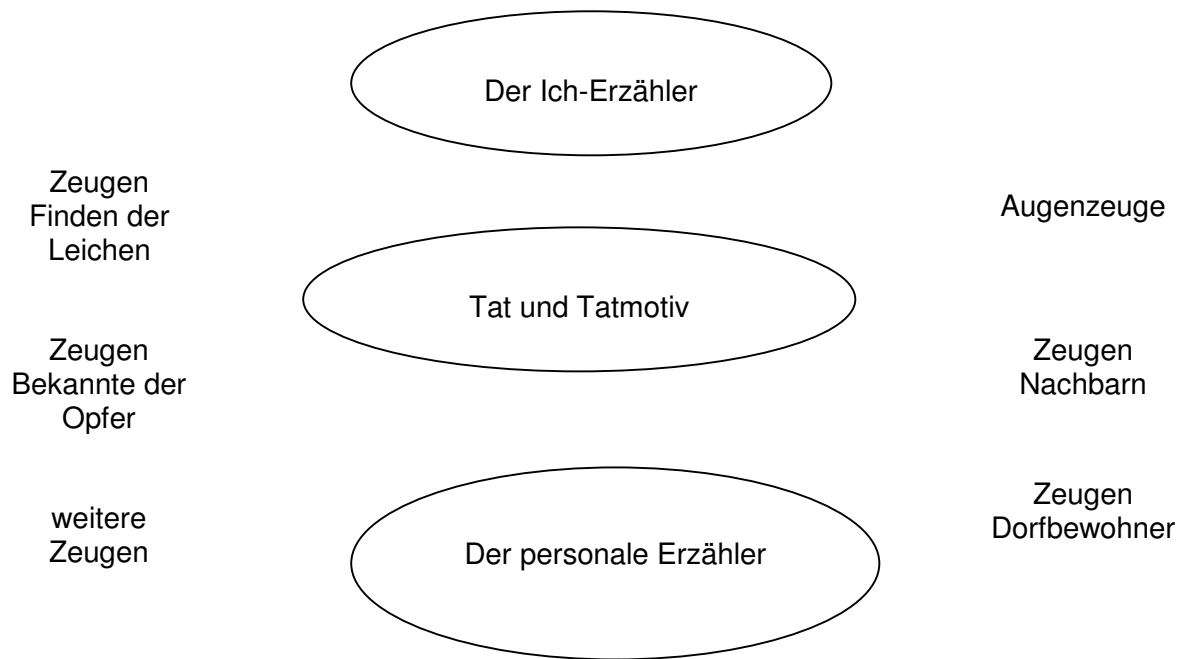 Der Ich-Erzähler
Zeugen
Finden der
Leichen
Augenzeuge
Tat und Tatmotiv
Zeugen
Bekannte der
Opfer
Zeugen
Nachbarn
weitere
Zeugen
Der personale Erzähler
Zeugen
Dorfbewohner